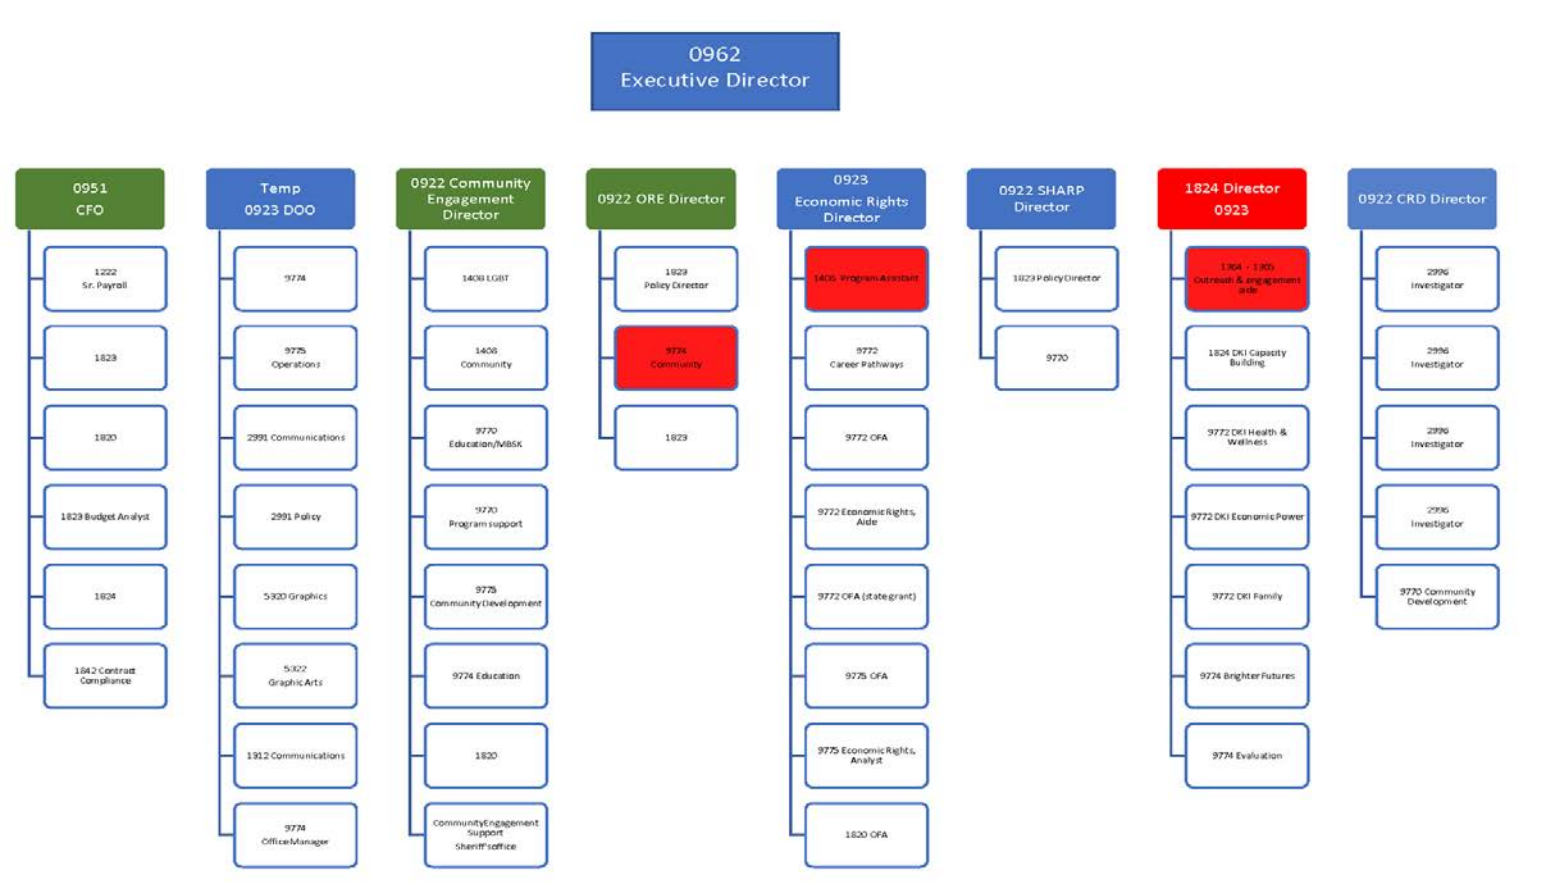 0962
Executive Director
0951
CFO
1222
Sr. Payroll
1823
1820
1823 Budget Analyst
1824
1842 Contract
Compliance
Temp
0923 DOO
9774
9775
Operations
2991 Communications
2991 Policy
5320 Graphics
5322
Graphic Arts
1312 Communications
9774
Office Manager
0922 Community
Engagement
Director
1408 LGBT
1408
Community
9770
Education/MBSK
9770
Program support
9775
Community Development
9774 Education
1820
Community Engagement
Support
Sheriff's office
0922 ORE Director
1823
Policy Director
9774
Community
1823
0923
Economic Rights
Director
1406 Program Assistant
9772
Career Pathways
9772 OFA
9772 Economic Rights,
Aide
9772 OFA (state grant)
9775 OFA
9775 Economic Rights,
Analyst
1820 OFA
0922 SHARP
Director
1823 Policy Director
9770
1824 Director
0923
Outreach & engagement
aide
1824 DKI Capacity
Building
9772 DKI Health &
Wellness
9772 DKI Economic Power
9772 DKI Family
9774 Brighter Futures
9774 Evaluation
0922 CRD Director
2996
Investigator
2996
Investigator
2996
Investigator
2996
Investigator
9770 Community
Development